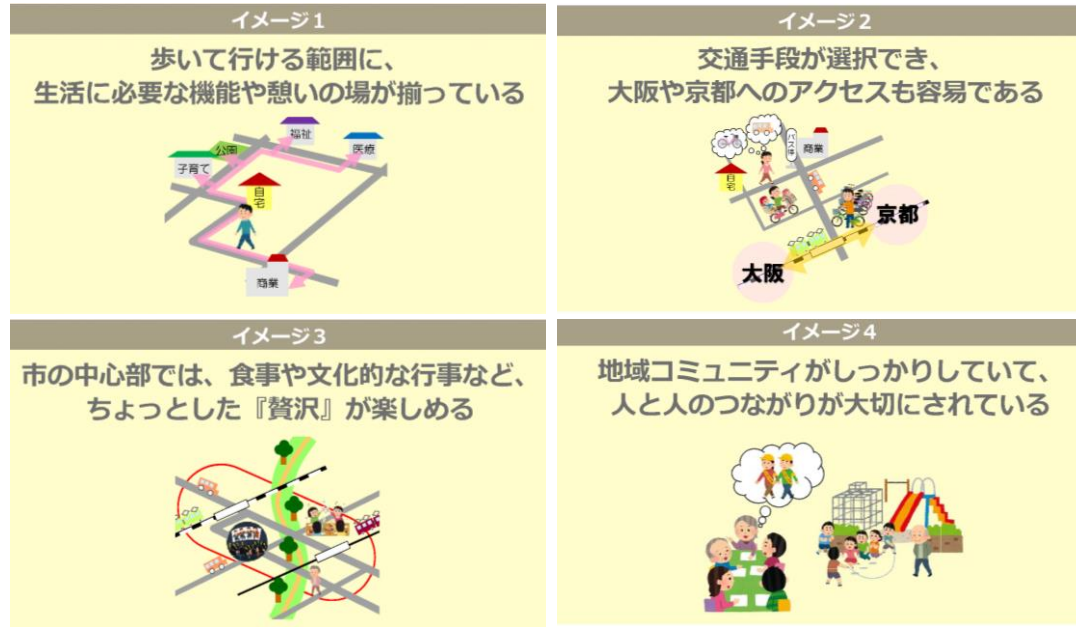 イメージ１
歩いて行ける範囲に、
生活に必要な機能や憩いの場が揃っている
福祉
公園
医療
子育て
自宅
商業
イメージ２
交通手段が選択でき、
大阪や京都へのアクセスも容易である
バス停
商業
自宅
京都
大阪
イメージ３
市の中心部では、食事や文化的な行事など、
ちょっとした『贅沢』が楽しめる
イメージ４
地域コミュニティがしっかりしていて、
人と人のつながりが大切にされている